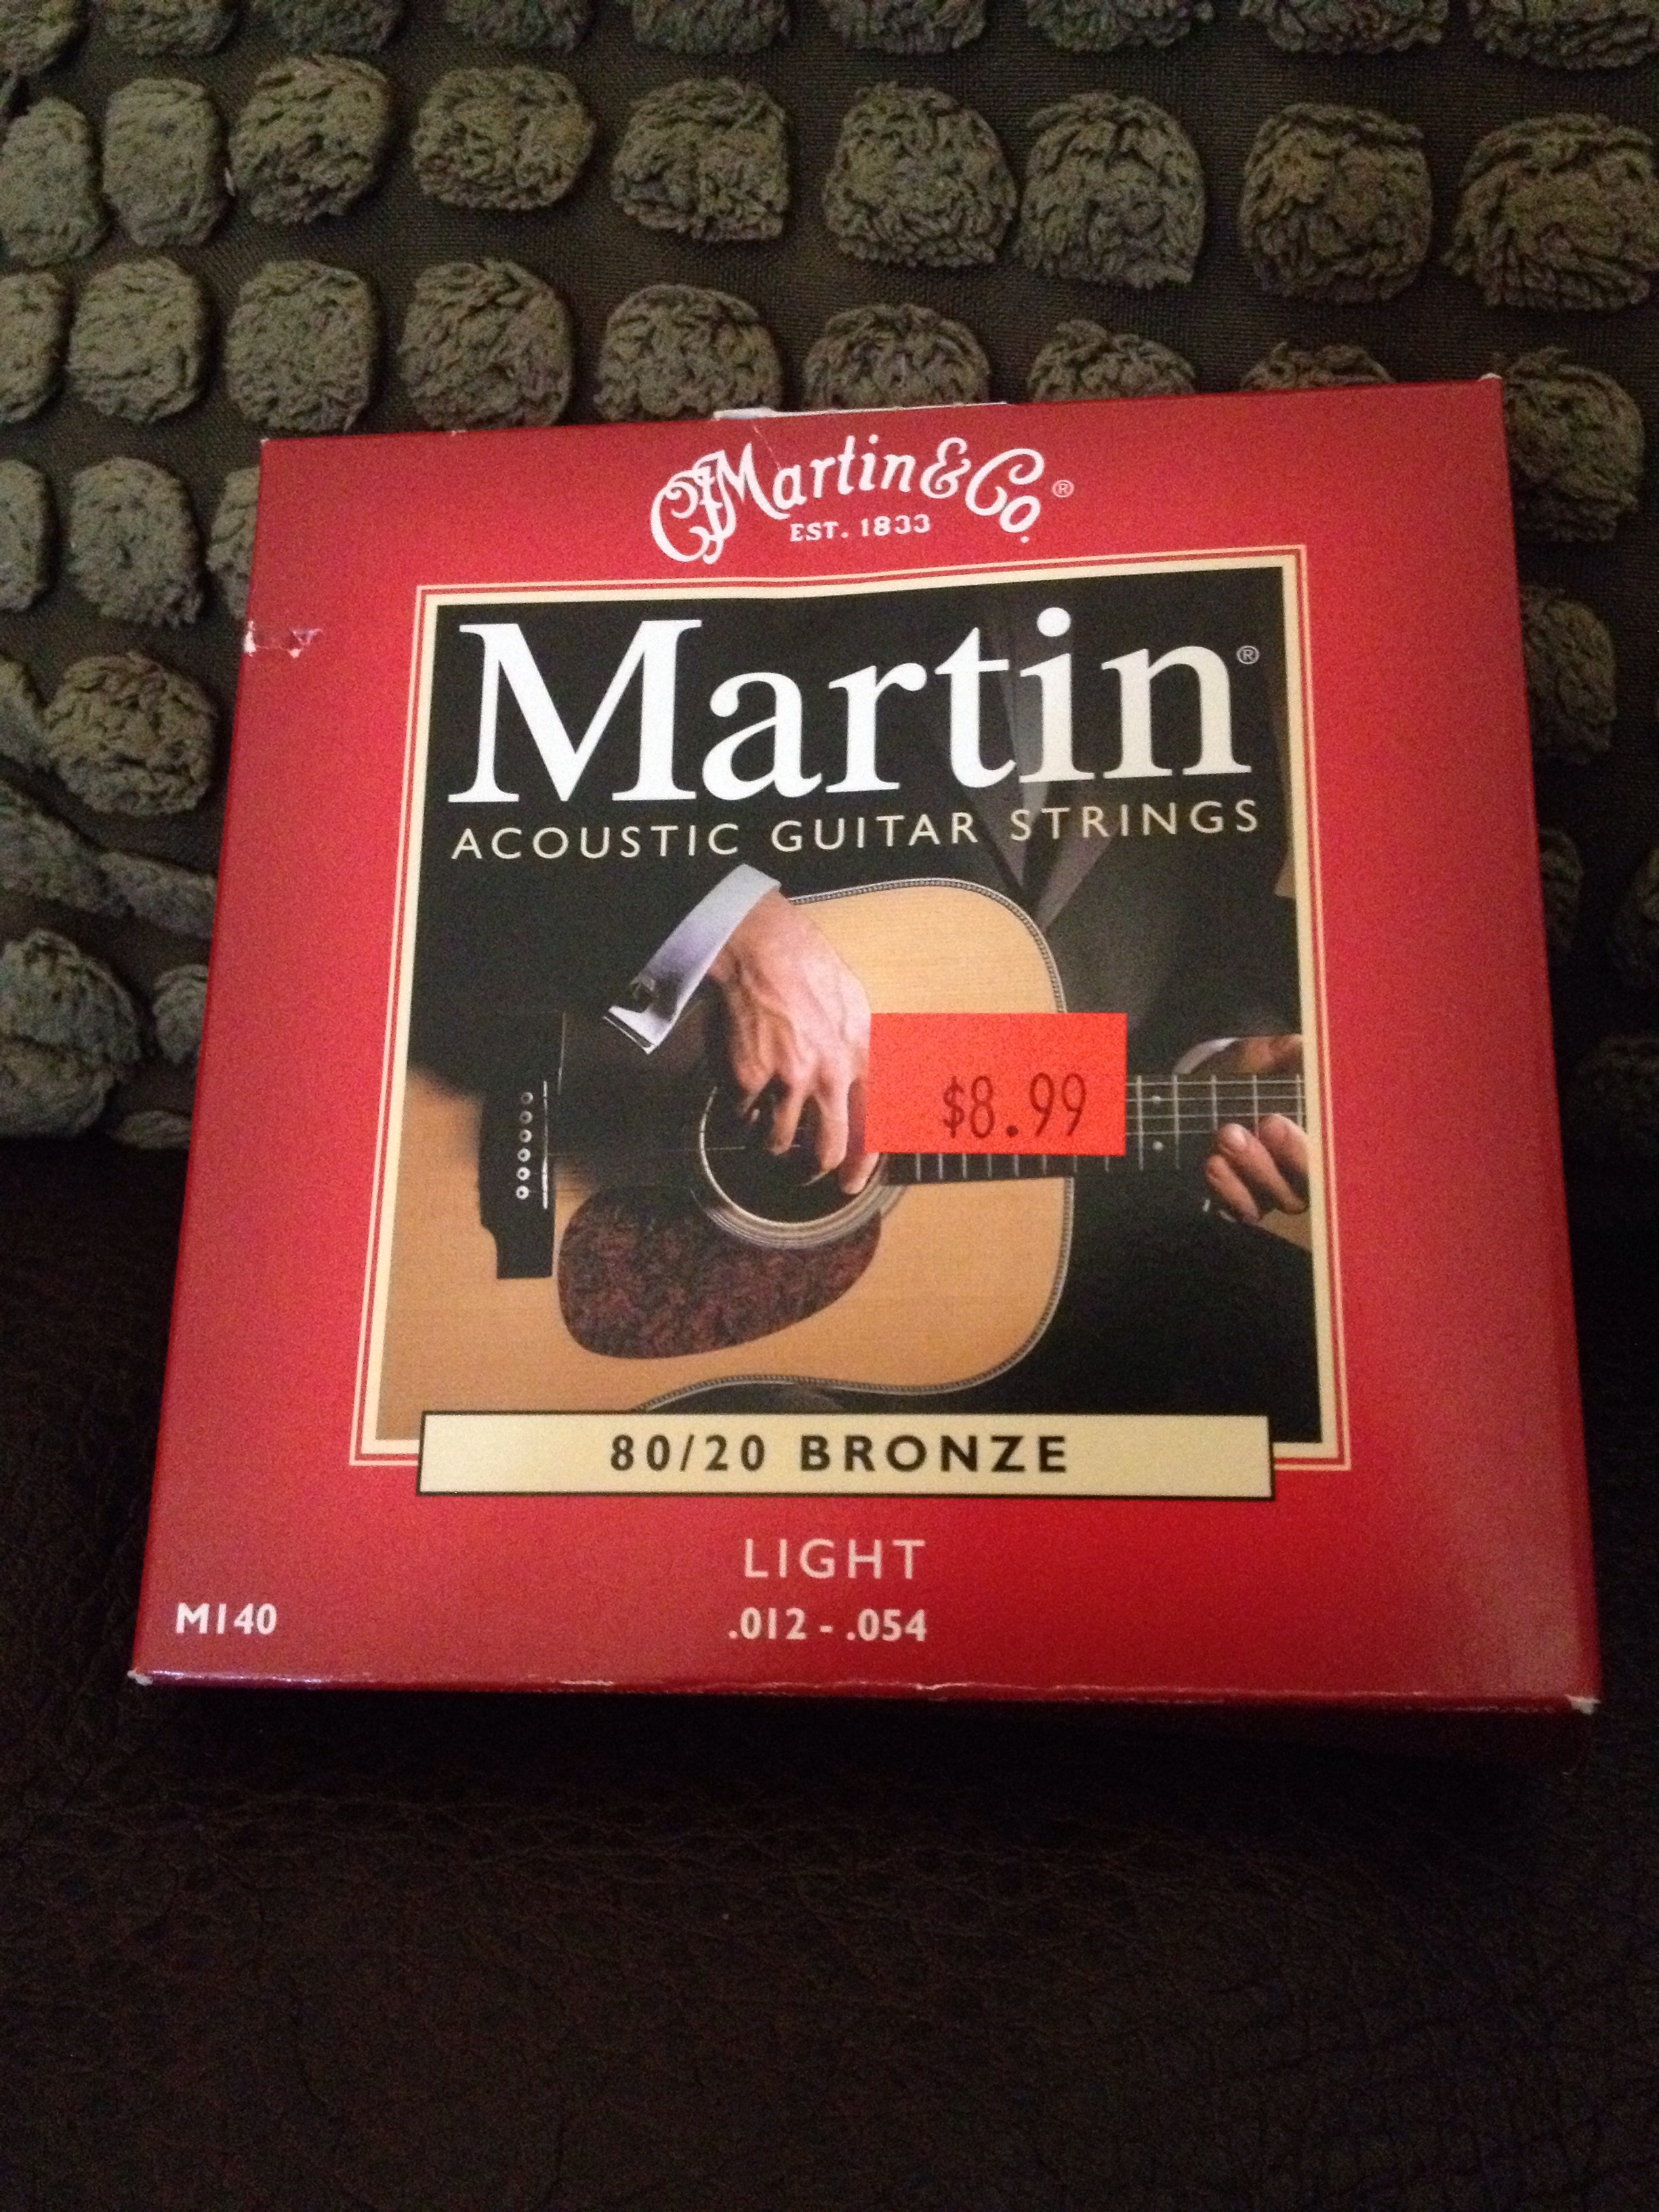 CFMartin & Co.®
EST. 1833
Martin®
ACOUSTIC GUITAR STRINGS
$8.99
80/20 BRONZE
LIGHT
M140
.012 - .054